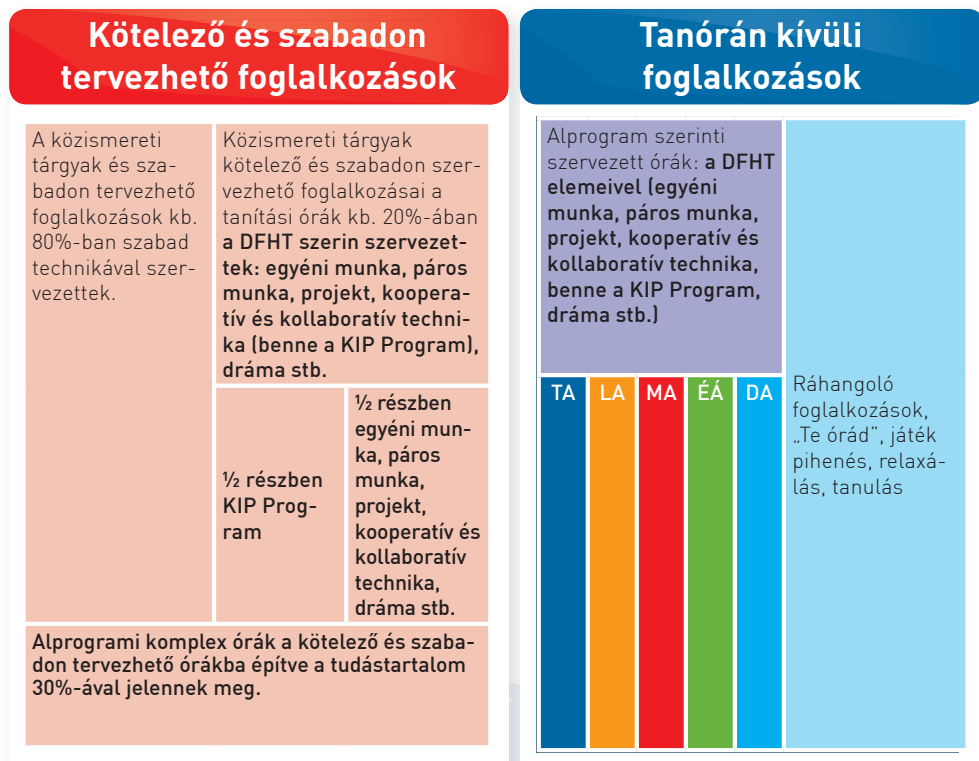 Kötelező és szabadon
tervezhető foglalkozások
A közismereti
tárgyak és sza-
badon tervezhető
foglalkozások kb.
80%-ban szabad
technikával szer-
vezettek.
Közismereti tárgyak
kötelező és szabadon szer-
vezhető foglalkozásai a
tanítási órák kb. 20%-ában
a DFHT szerin szervezet-
tek: egyéni munka, páros
munka, projekt, koopera-
tív és kollaboratív techni-
ka (benne a KIP Program),
dráma stb.
½ részben
KIP Prog-
ram
½ részben
egyéni mun-
ka, páros
munka,
projekt,
kooperatív és
kollaboratív
technika,
dráma stb.
Alprogrami komplex órák a kötelező és szaba-
don tervezhető órákba építve a tudástartalom
30%-ával jelennek meg.
Tanórán kívüli
foglalkozások
Alprogram szerinti
szervezett órák: a DFHT
elemeivel (egyéni
munka, páros munka,
projekt, kooperatív és
kollaboratív technika,
benne a KIP Program,
dráma stb.)
TA LA MA ÉÁ DA
Ráhangoló
foglalkozások,
„Te órád”, játék
pihenés, relaxá-
lás, tanulás